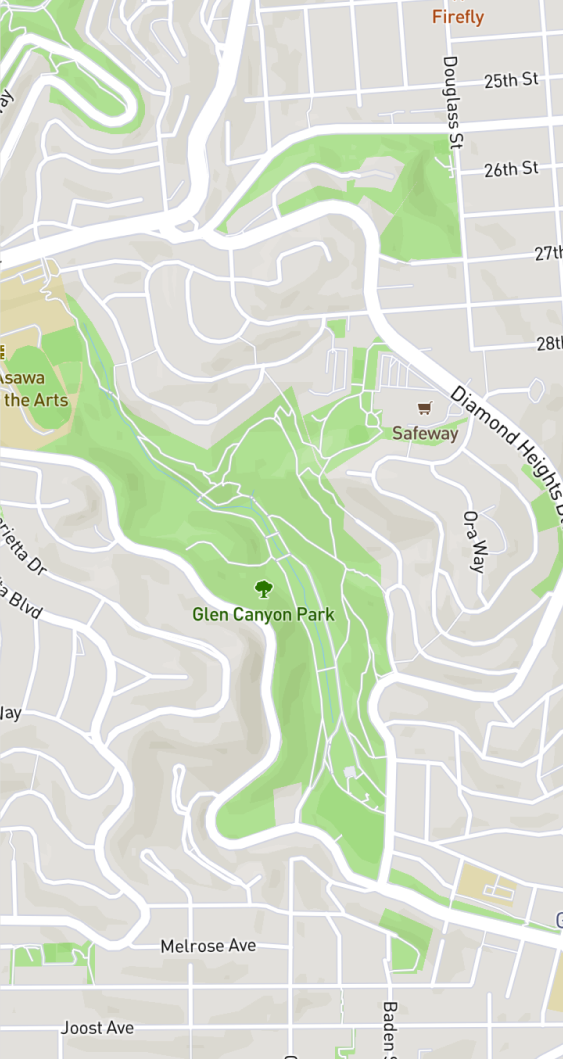 Firefly
25th St
Douglass St
26th St
27th
28th
Asawa
the Arts
Diamond Heights
Safeway
Ora Way
Glen Canyon Park
Melrose Ave
Joost Ave
Baden